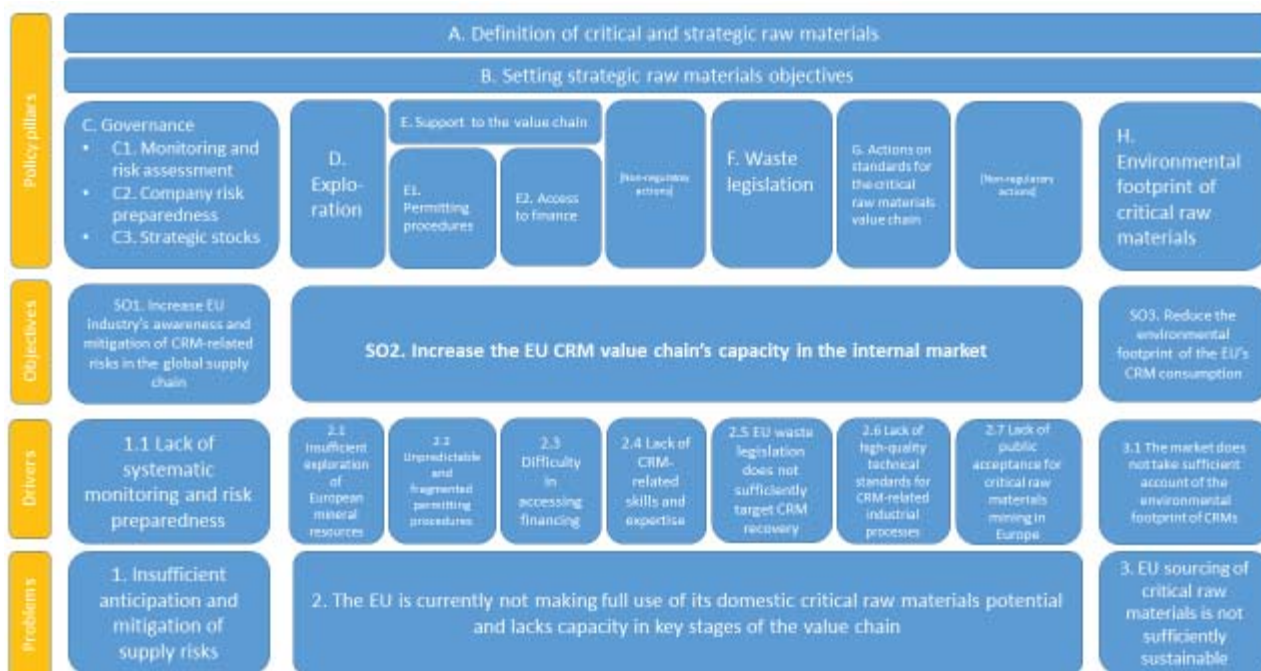 Policy pillars
A. Definition of critical and strategic raw materials
B. Setting strategic raw materials objectives
C. Governance
• C1. Monitoring and
risk assessment
• C2. Company risk
preparedness
• C3. Strategic stocks
D.
Explo-
ration
E. Support to the value chain
E1.
Permitting
procedures
E2. Access
to finance
[Non-regulatory
actions]
F. Waste
legislation
G. Actions on
standards for
the critical
raw materials
value chain
[Non-regulatory
actions]
H.
Environmental
footprint of
critical raw
materials
Objectives
SO1. Increase EU
industry's awareness and
mitigation of CRM-related
risks in the global supply
chain
SO2. Increase the EU CRM value chain's capacity in the internal market
SO3. Reduce the
environmental
footprint of the EU's
CRM consumption
Drivers
1.1 Lack of
systematic
monitoring and risk
preparedness
2.1
Insufficient
exploration
of
European
mineral
resources
2.2
Unpredictable
and
fragmented
permitting
procedures
2.3
Difficulty
in
accessing
financing
2.4 Lack of
CRM-
related
skills and
expertise
2.5 EU waste
legislation
does not
sufficiently
target CRM
recovery
2.6 Lack of
high-quality
technical
standards for
CRM-related
industrial
processes
2.7 Lack of
public
acceptance for
critical raw
materials
mining in
Europe
3.1 The market does
not take sufficient
account of the
environmental
footprint of CRMs
Problems
1. Insufficient
anticipation and
mitigation of
supply risks
2. The EU is currently not making full use of its domestic critical raw materials potential
and lacks capacity in key stages of the value chain
3. EU sourcing of
critical raw
materials is not
sufficiently
sustainable